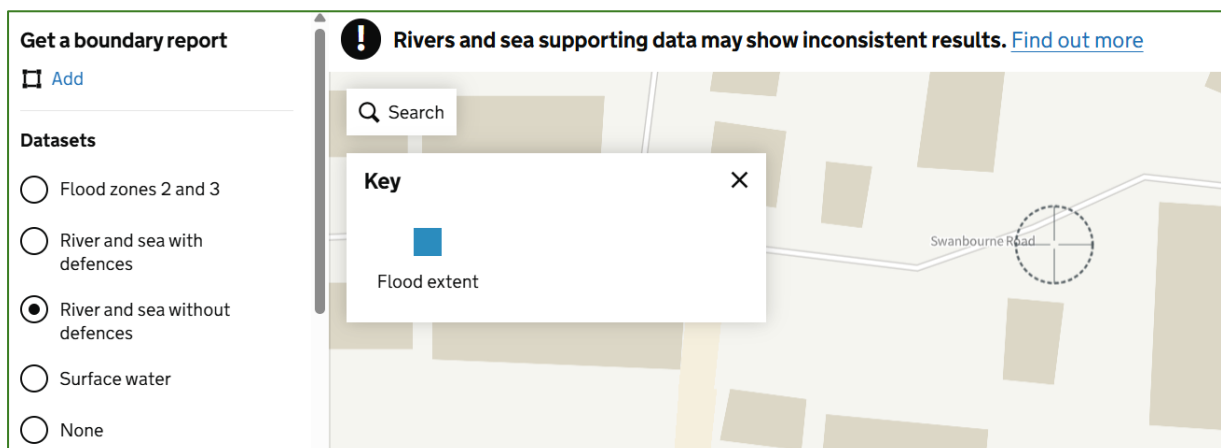 Get a boundary report
Add
Datasets
Flood zones 2 and 3
River and sea with
defences
River and sea without
defences
Surface water
None
! Rivers and sea supporting data may show inconsistent results. Find out more
Search
Key
Flood extent
Swanbourne Road